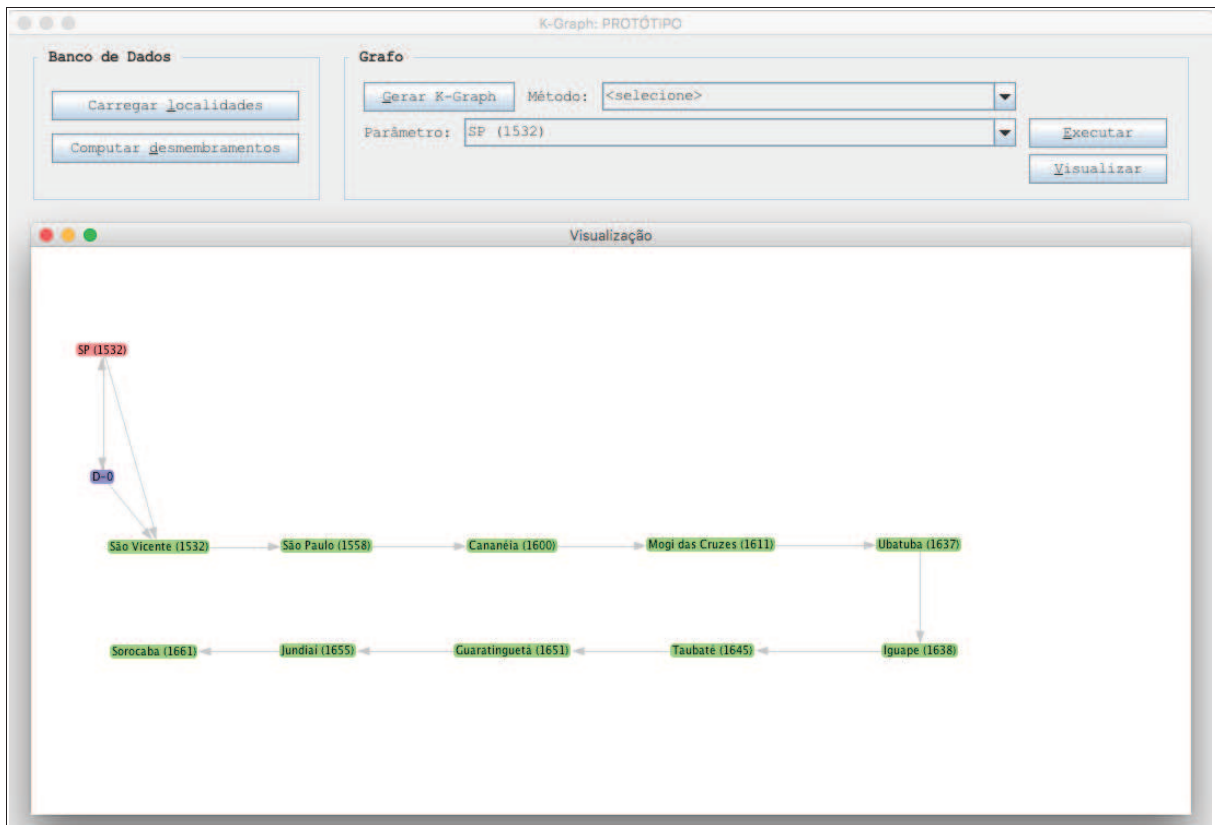 K-Graph: PROTÓTIPO
Banco de Dados
Carregar localidades
Computar desmembramentos
Grafo
Gerar K-Graph Método: <selecione>
Parâmetro: SP (1532) Executar
Visualizar
Visualização
SP (1532)
D-0
São Vicente (1532) São Paulo (1558) Cananéia (1600) Mogi das Cruzes (1611) Ubatuba (1637)
Sorocaba (1661) Jundiaí (1655) Guaratinguetá (1651) Taubaté (1645) Iguape (1638)